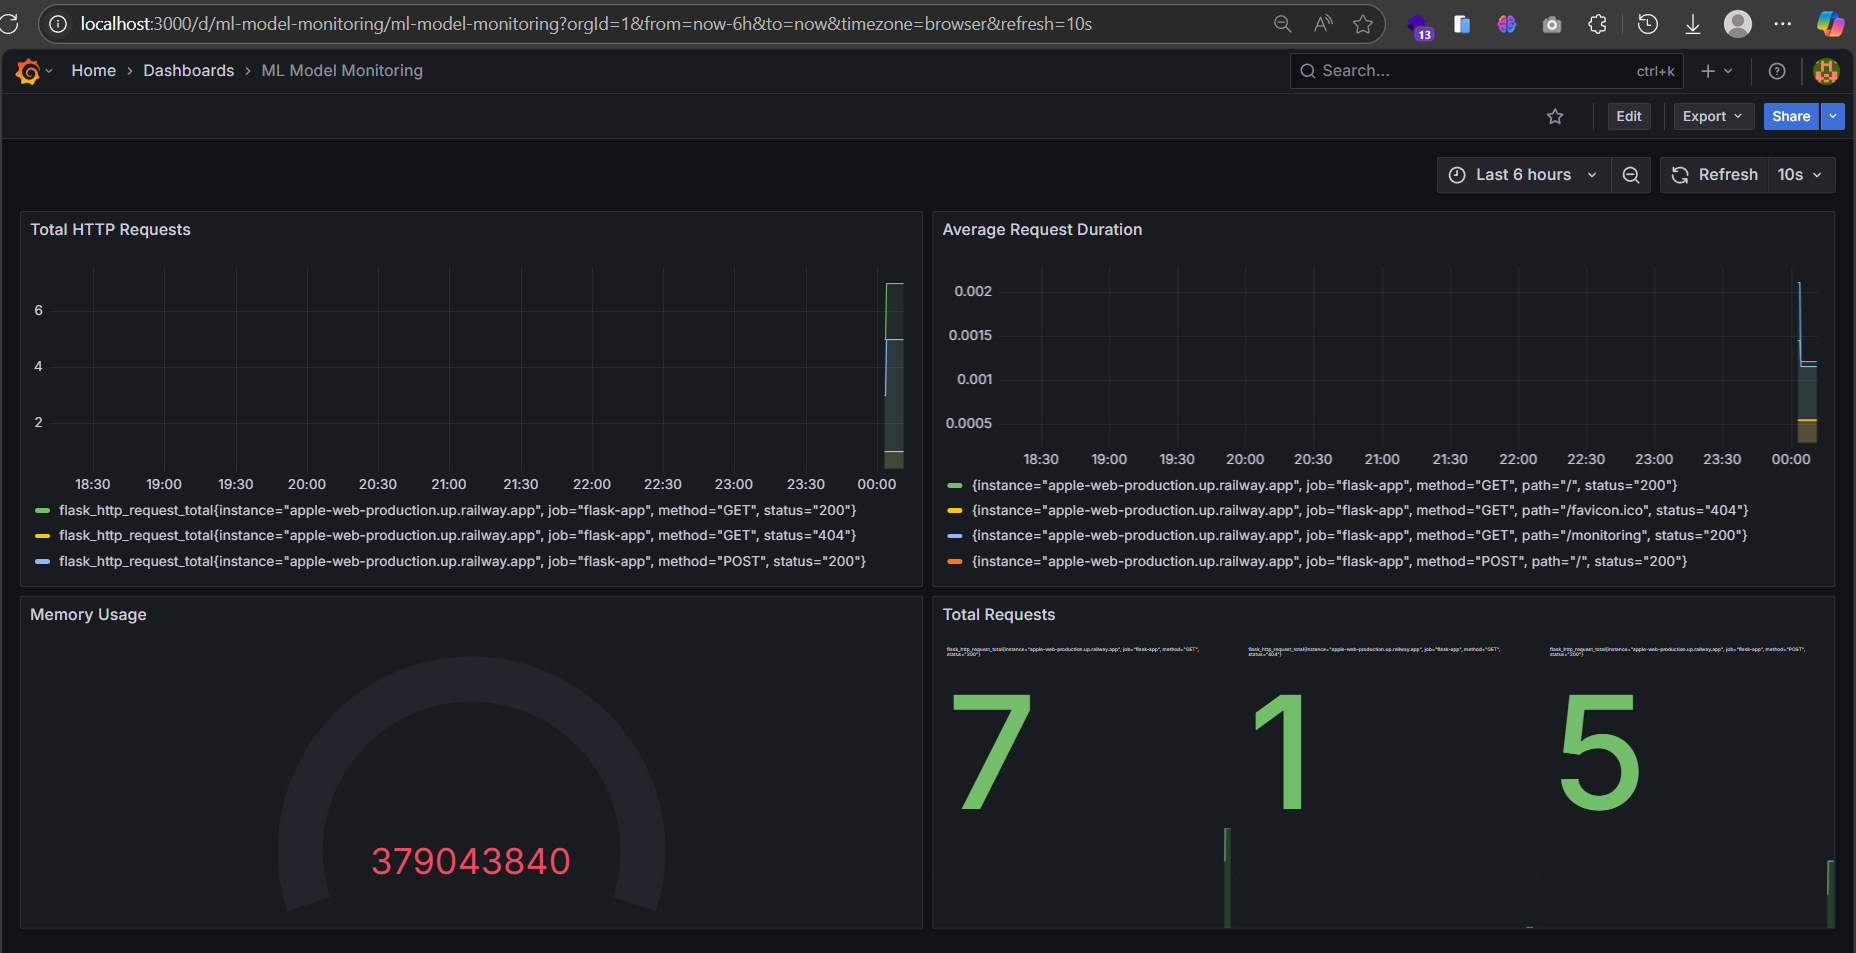 localhost:3000/d/ml-model-monitoring/ml-model-monitoring?orgId=1&from=now-6h&to=now&timezone=browser&refresh=10s
13
Home › Dashboards › ML Model Monitoring
Search...
ctrl+k
Edit
Export
Share
Last 6 hours
Refresh
10s
Total HTTP Requests
6
4
2
18:30 19:00 19:30 20:00 20:30 21:00 21:30 22:00 22:30 23:00 23:30 00:00
flask_http_request_total{instance="apple-web-production.up.railway.app", job="flask-app", method="GET", status="200"}
flask_http_request_total{instance="apple-web-production.up.railway.app", job="flask-app", method="GET", status="404"}
flask_http_request_total{instance="apple-web-production.up.railway.app", job="flask-app", method="POST", status="200"}
Average Request Duration
0.002
0.0015
0.001
0.0005
18:30 19:00 19:30 20:00 20:30 21:00 21:30 22:00 22:30 23:00 23:30 00:00
{instance="apple-web-production.up.railway.app", job="flask-app", method="GET", path="/", status="200"}
{instance="apple-web-production.up.railway.app", job="flask-app", method="GET", path="/favicon.ico", status="404"}
{instance="apple-web-production.up.railway.app", job="flask-app", method="GET", path="/monitoring", status="200"}
{instance="apple-web-production.up.railway.app", job="flask-app", method="POST", path="/", status="200"}
Memory Usage
379043840
Total Requests
flask_http_request_total{instance="apple-web-production.up.railway.app", job="flask-app", method="GET",
status="200"}
7
flask_http_request_total{instance="apple-web-production.up.railway.app", job="flask-app", method="GET",
status="404"}
1
flask_http_request_total{instance="apple-web-production.up.railway.app", job="flask-app", method="POST",
status="200"}
5